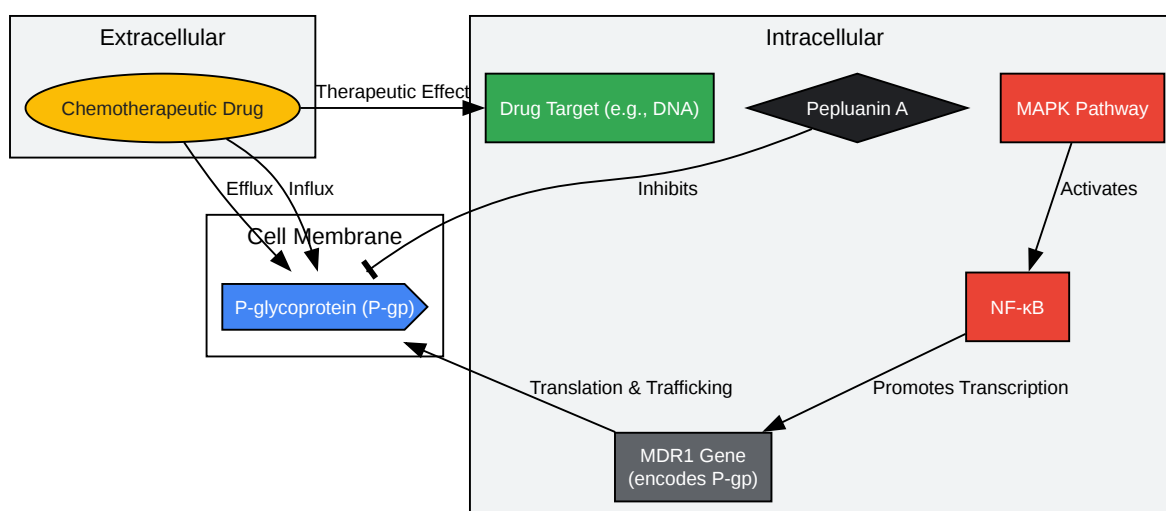 Extracellular
Intracellular
Chemotherapeutic Drug
Therapeutic Effect
Drug Target (e.g., DNA)
Pepluanin A
MAPK Pathway
Efflux
Influx
Inhibits
Activates
Cell Membrane
P-glycoprotein (P-gp)
NF-κB
Translation & Trafficking
Promotes Transcription
MDR1 Gene
(encodes P-gp)